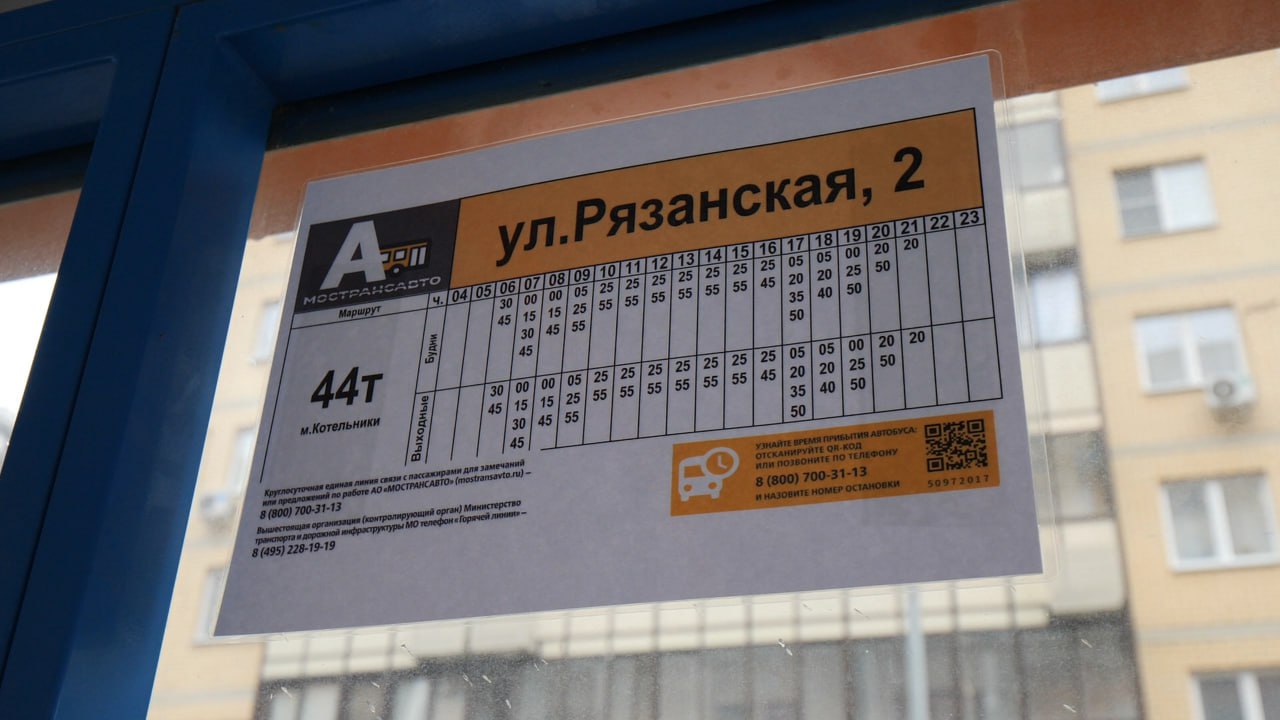 ул.Рязанская, 2
А
МОСТРАНСАВТО
Маршрут
44т
м.Котельники
ч. 04 05 06 07 08 09 10 11 12 13 14 15 16 17 18 19 20 21 22 23
Будни
30 00 00 05 25 25 25 25 25 25 25 05 05 00 20 20
45 15 15 25 55 55 55 55 55 55 45 20 20 25 50
30 45 55 35 40 50
45 50
Выходные
30 00 00 05 25 25 25 25 25 25 25 05 05 00 20 20
45 15 15 25 55 55 55 55 55 55 45 20 20 25 50
30 45 55 35 40 50
45 50
Круглосуточная единая линия связи с пассажирами для замечаний
или предложений по работе АО «МОСТРАНСАВТО» (mostransavto.ru) –
8 (800) 700-31-13
Вышестоящая организация (контролирующий орган) Министерство
транспорта и дорожной инфраструктуры МО телефон «Горячей линии» –
8 (495) 228-19-19
УЗНАЙТЕ ВРЕМЯ ПРИБЫТИЯ АВТОБУСА:
ОТСКАНИРУЙТЕ QR-КОД
ИЛИ ПОЗВОНИТЕ ПО ТЕЛЕФОНУ
8 (800) 700-31-13
И НАЗОВИТЕ НОМЕР ОСТАНОВКИ
50972017